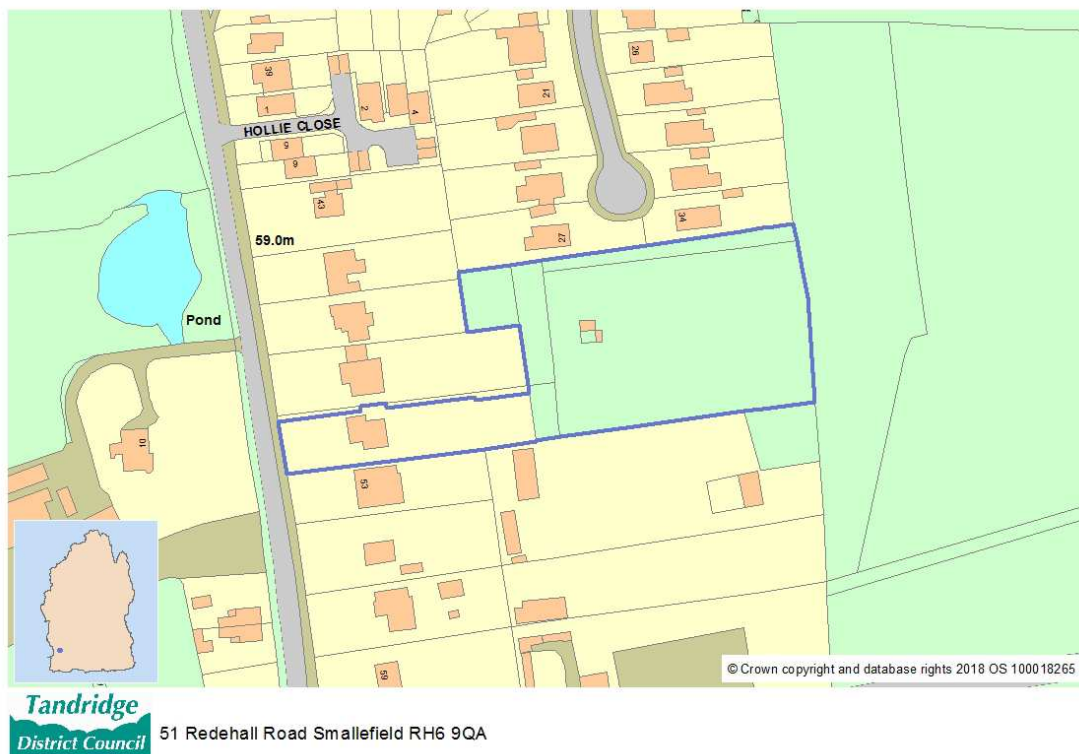 39
1
2
4
HOLLIE CLOSE
9
9
43
21
26
27
34
59.0m
Pond
10
53
59
© Crown copyright and database rights 2018 OS 100018265
Tandridge
District Council
51 Redehall Road Smallefield RH6 9QA